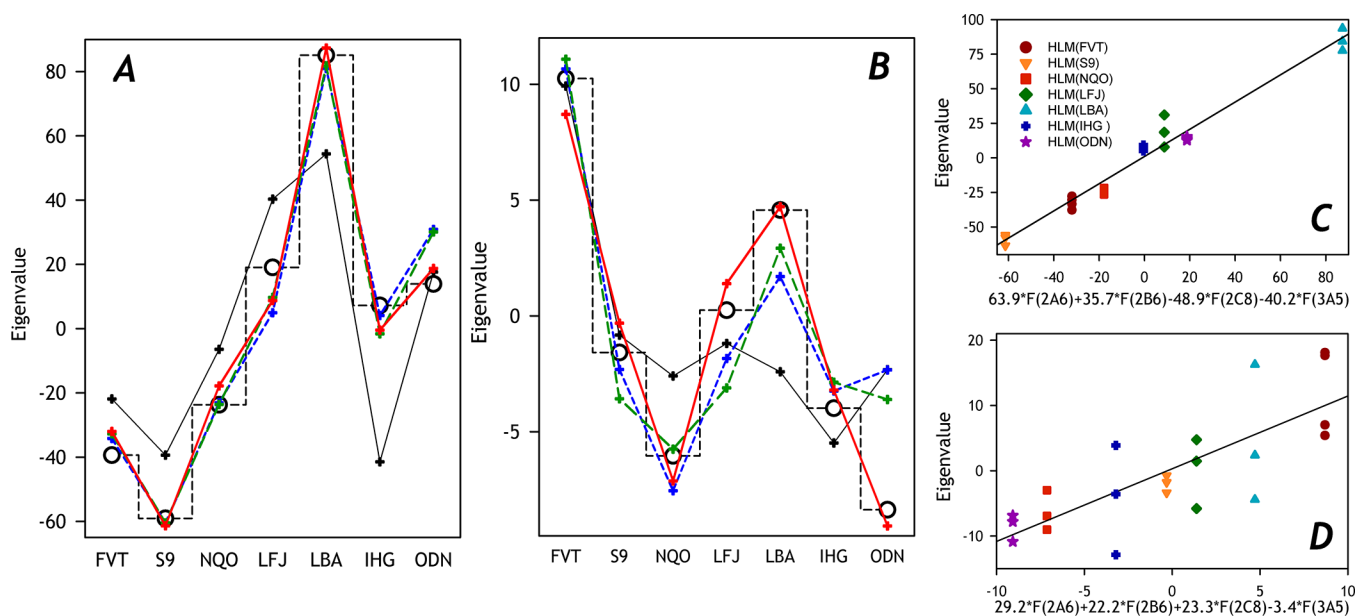 A
Eigenvalue
80
60
40
20
0
-20
-40
-60
FVT S9 NQO LFJ LBA IHG ODN
B
Eigenvalue
10
5
0
-5
FVT S9 NQO LFJ LBA IHG ODN
C
Eigenvalue
100
75
50
25
0
-25
-50
HLM(FVT)
HLM(S9)
HLM(NQO)
HLM(LFJ)
HLM(LBA)
HLM(IHG )
HLM(ODN)
-60 -40 -20 0 20 40 60 80
63.9*F(2A6)+35.7*F(2B6)-48.9*F(2C8)-40.2*F(3A5)
D
Eigenvalue
20
10
0
-10
-10 -5 0 5 10
29.2*F(2A6)+22.2*F(2B6)+23.3*F(2C8)-3.4*F(3A5)